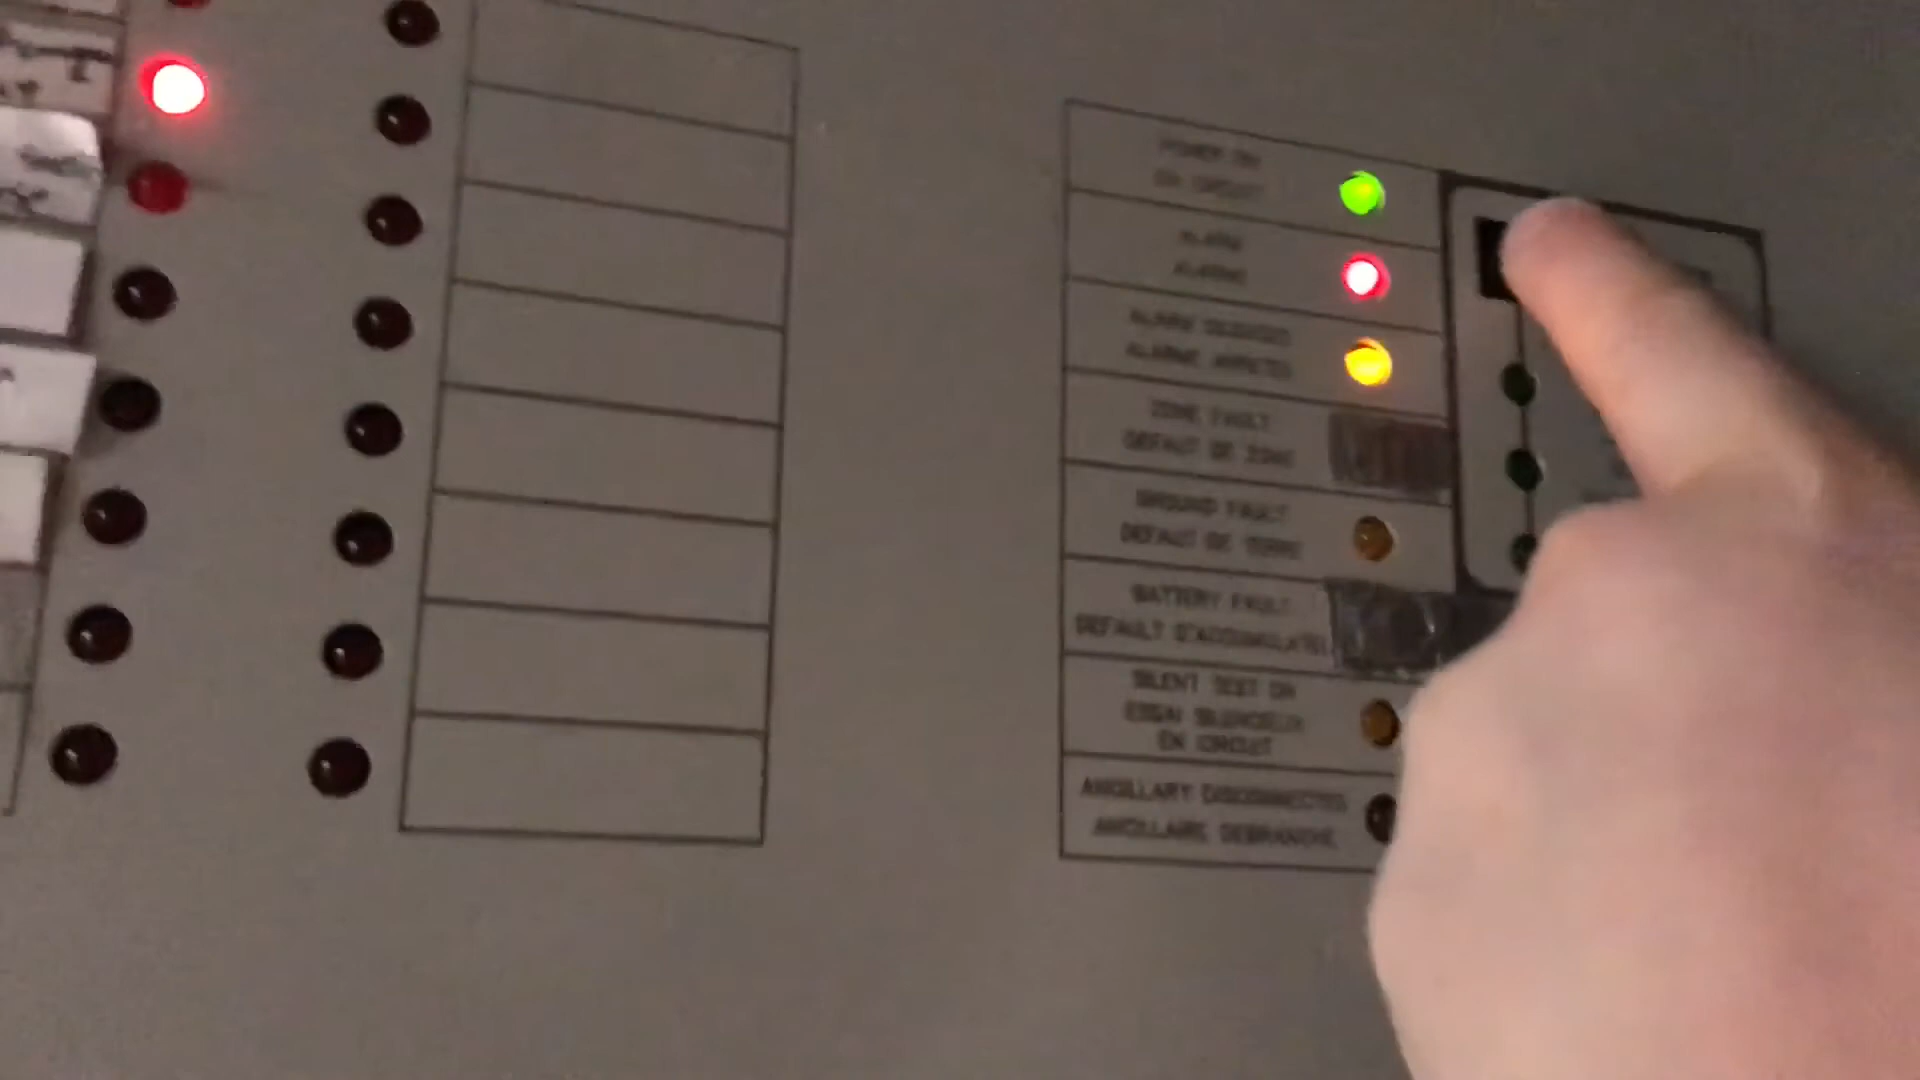 POWER ON
EN CIRCUIT
ALARM
ALARME
ALARM SILENCED
ALARME ARRETEE
ZONE FAULT
DEFAUT DE ZONE
GROUND FAULT
DEFAUT DE TERRE
BATTERY FAULT
DEFAULT D'ACCUMULATE
SILENT TEST ON
ESSAI SILENCIEUX
EN CIRCUIT
ANCILLARY DISCONNECTED
ANCILLAIRE DEBRANCHE